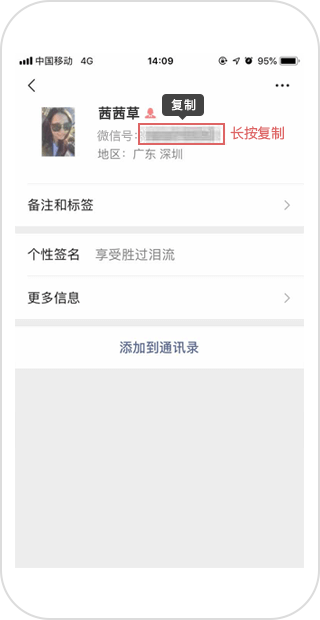 中国移动 4G 14:09 95%
茜茜草
复制
微信号: 长按复制
地区：广东 深圳
备注和标签
个性签名 享受胜过泪流
更多信息
添加到通讯录